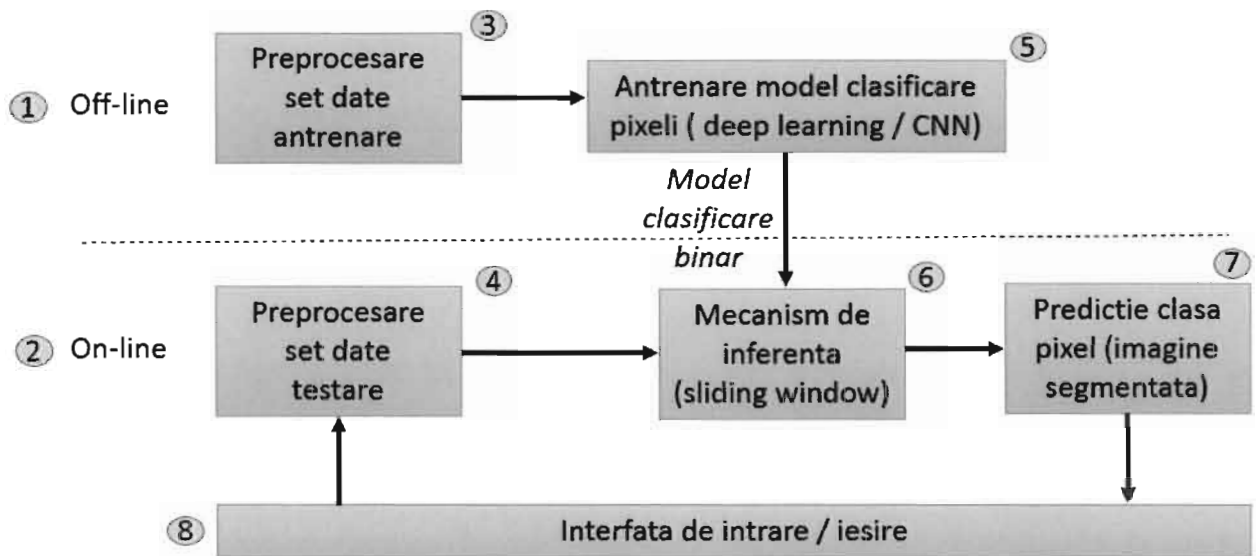 3
Preprocesare
set date
antrenare
5
Antrenare model clasificare
pixeli ( deep learning / CNN)
1 Off-line
Model
clasificare
binar
4
Preprocesare
set date
testare
6
Mecanism de
inferenta
(sliding window)
7
Predictie clasa
pixel (imagine
segmentata)
2 On-line
8 Interfata de intrare / iesire